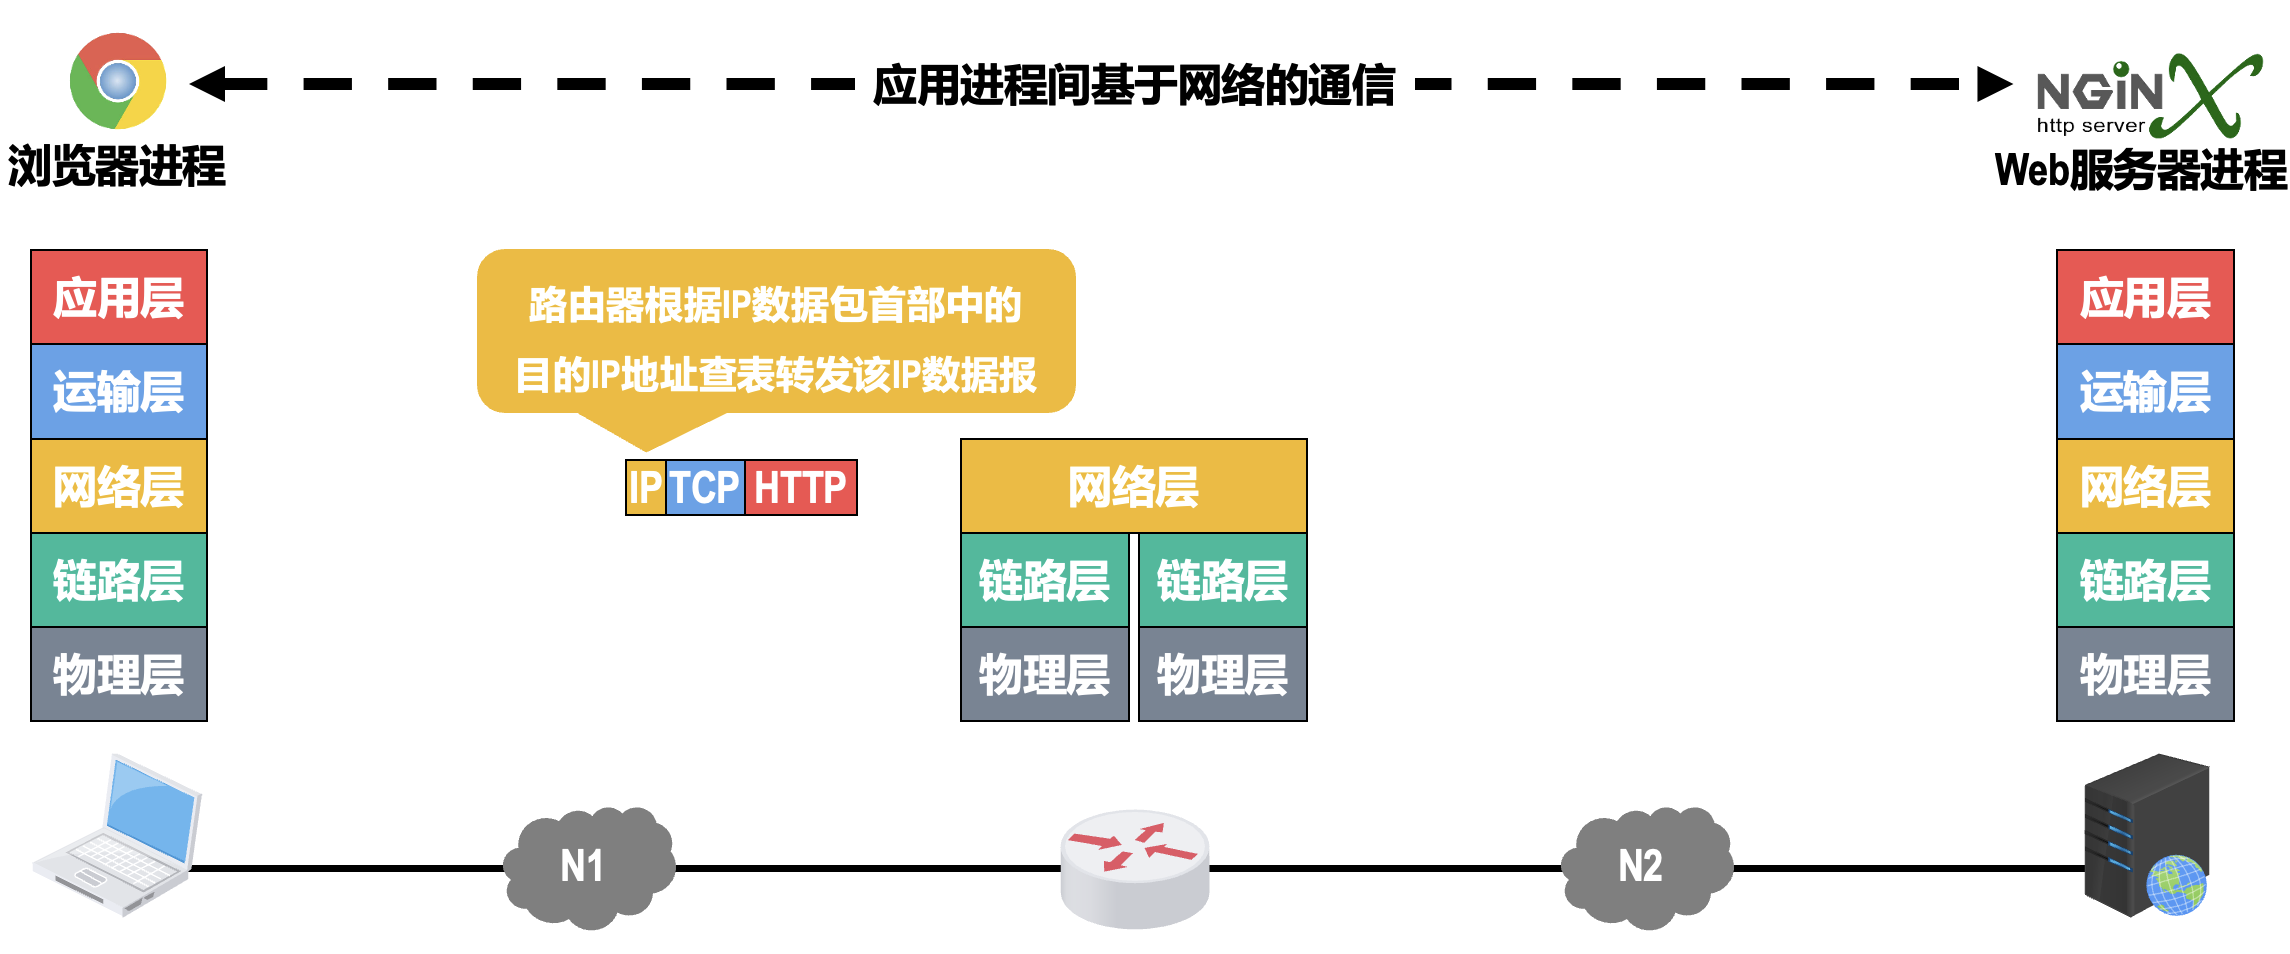 应用进程间基于网络的通信
NGiNX
http server
浏览器进程
Web服务器进程
应用层
运输层
网络层
链路层
物理层
路由器根据IP数据包首部中的
目的IP地址查表转发该IP数据报
IP TCP HTTP
网络层
链路层 链路层
物理层 物理层
应用层
运输层
网络层
链路层
物理层
N1
N2